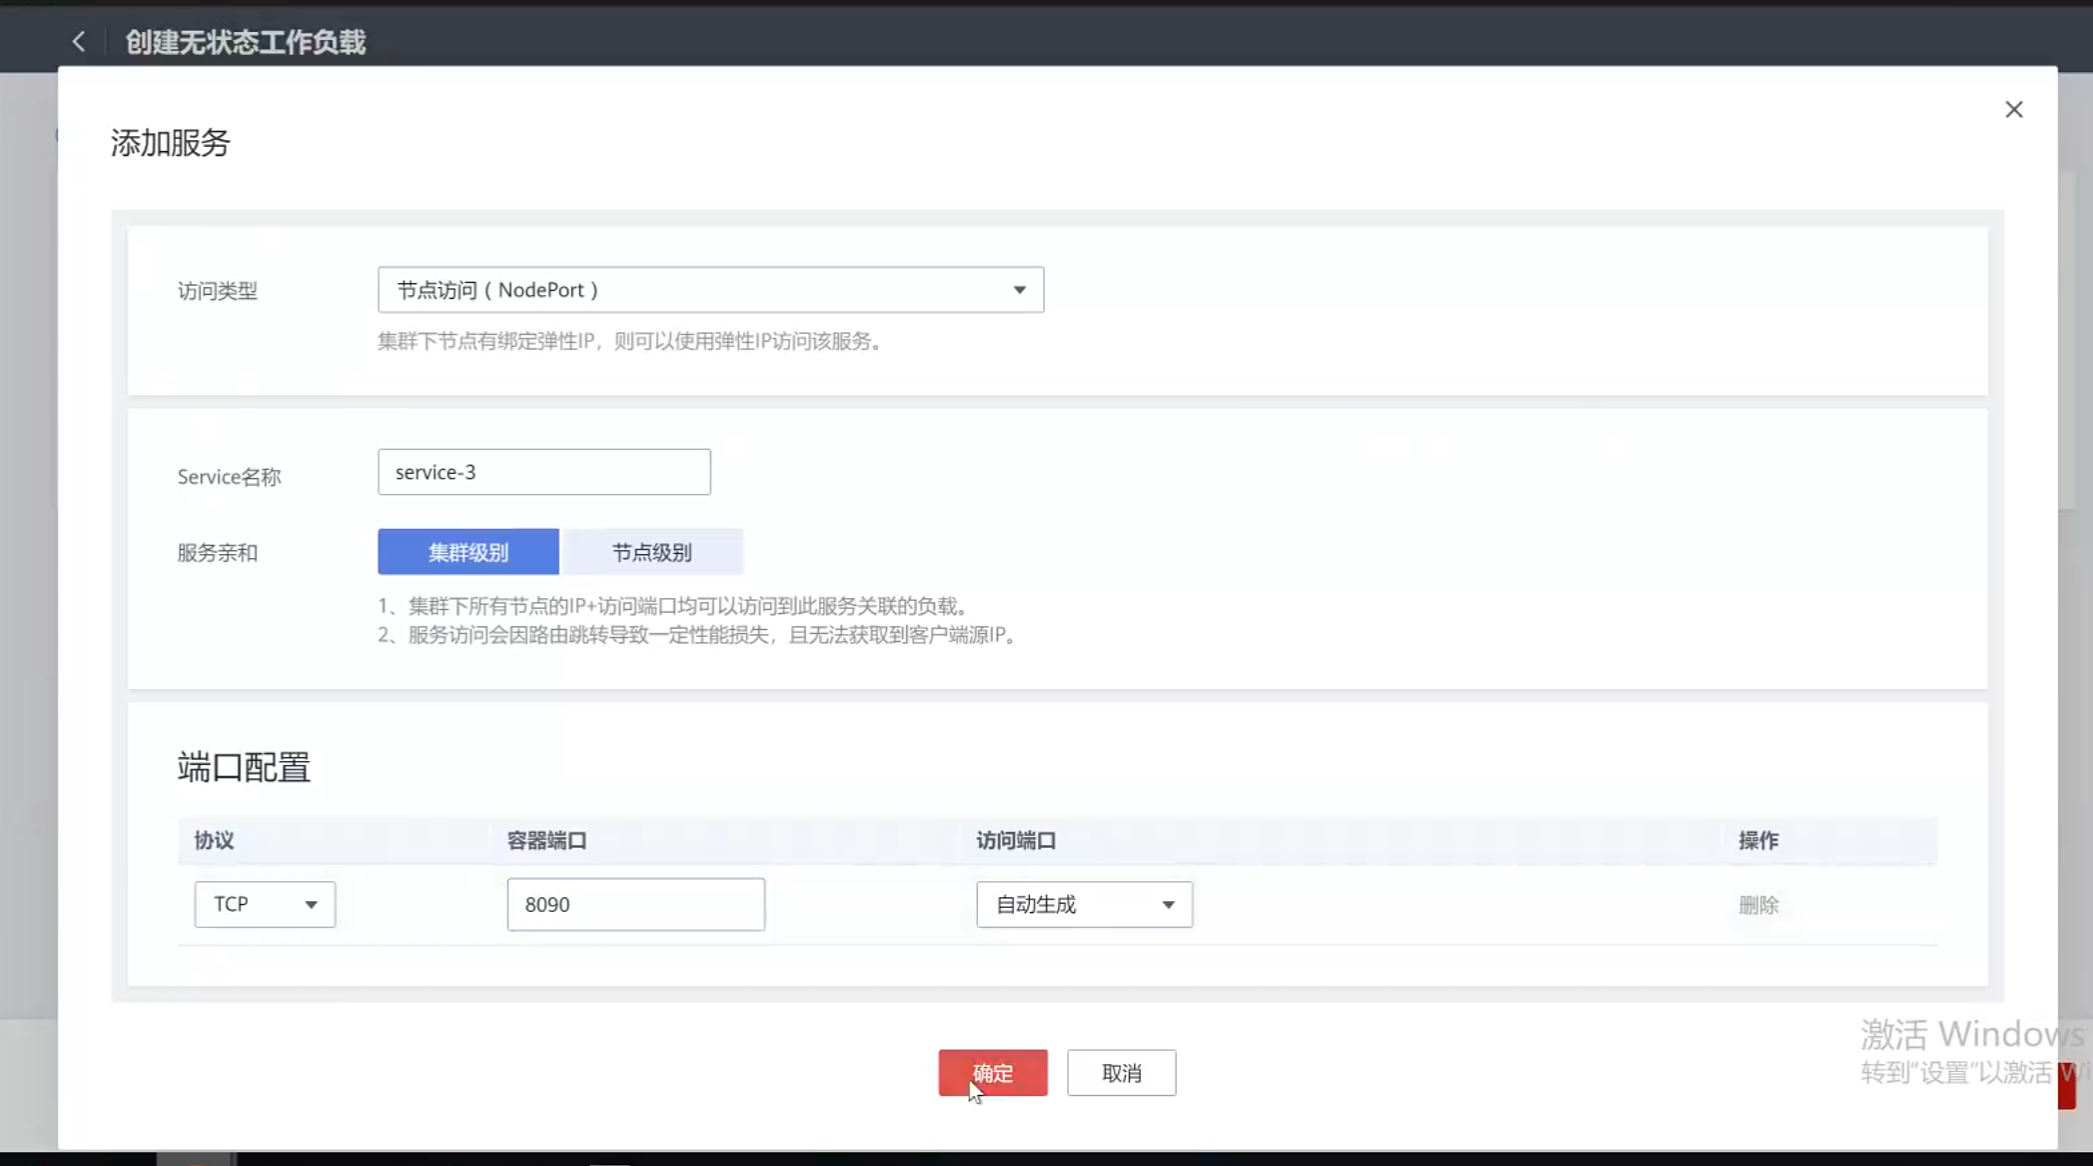 创建无状态工作负载
添加服务
访问类型
节点访问 ( NodePort )
集群下节点有绑定弹性IP，则可以使用弹性IP访问该服务。
Service名称
service-3
服务亲和
集群级别
节点级别
1、集群下所有节点的IP+访问端口均可以访问到此服务关联的负载。
2、服务访问会因路由跳转导致一定性能损失，且无法获取到客户端源IP。
端口配置
协议 容器端口 访问端口 操作
TCP 8090 自动生成 删除
确定 取消
激活 Windows
转到“设置”以激活 Wi